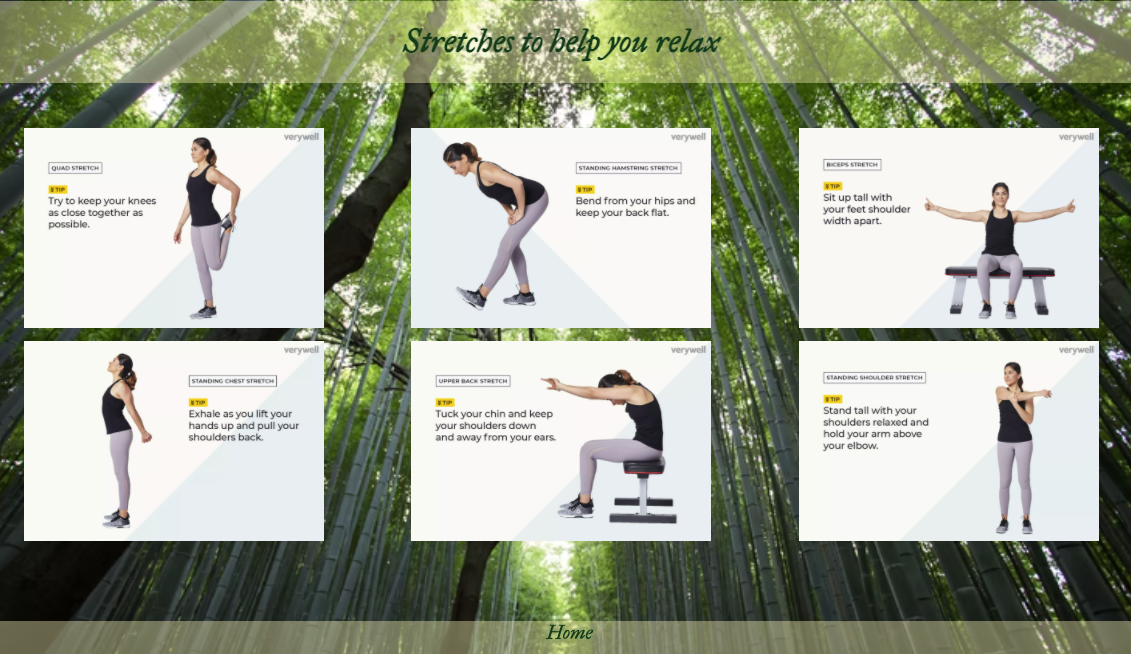 Stretches to help you relax
verywell
QUAD STRETCH
TIP
Try to keep your knees
as close together as
possible.
verywell
STANDING HAMSTRING STRETCH
TIP
Bend from your hips and
keep your back flat.
verywell
BICEPS STRETCH
TIP
Sit up tall with
your feet shoulder
width apart.
verywell
STANDING CHEST STRETCH
TIP
Exhale as you lift your
hands up and pull your
shoulders back.
verywell
UPPER BACK STRETCH
TIP
Tuck your chin and keep
your shoulders down
and away from your ears.
verywell
STANDING SHOULDER STRETCH
TIP
Stand tall with your
shoulders relaxed and
hold your arm above
your elbow.
Home